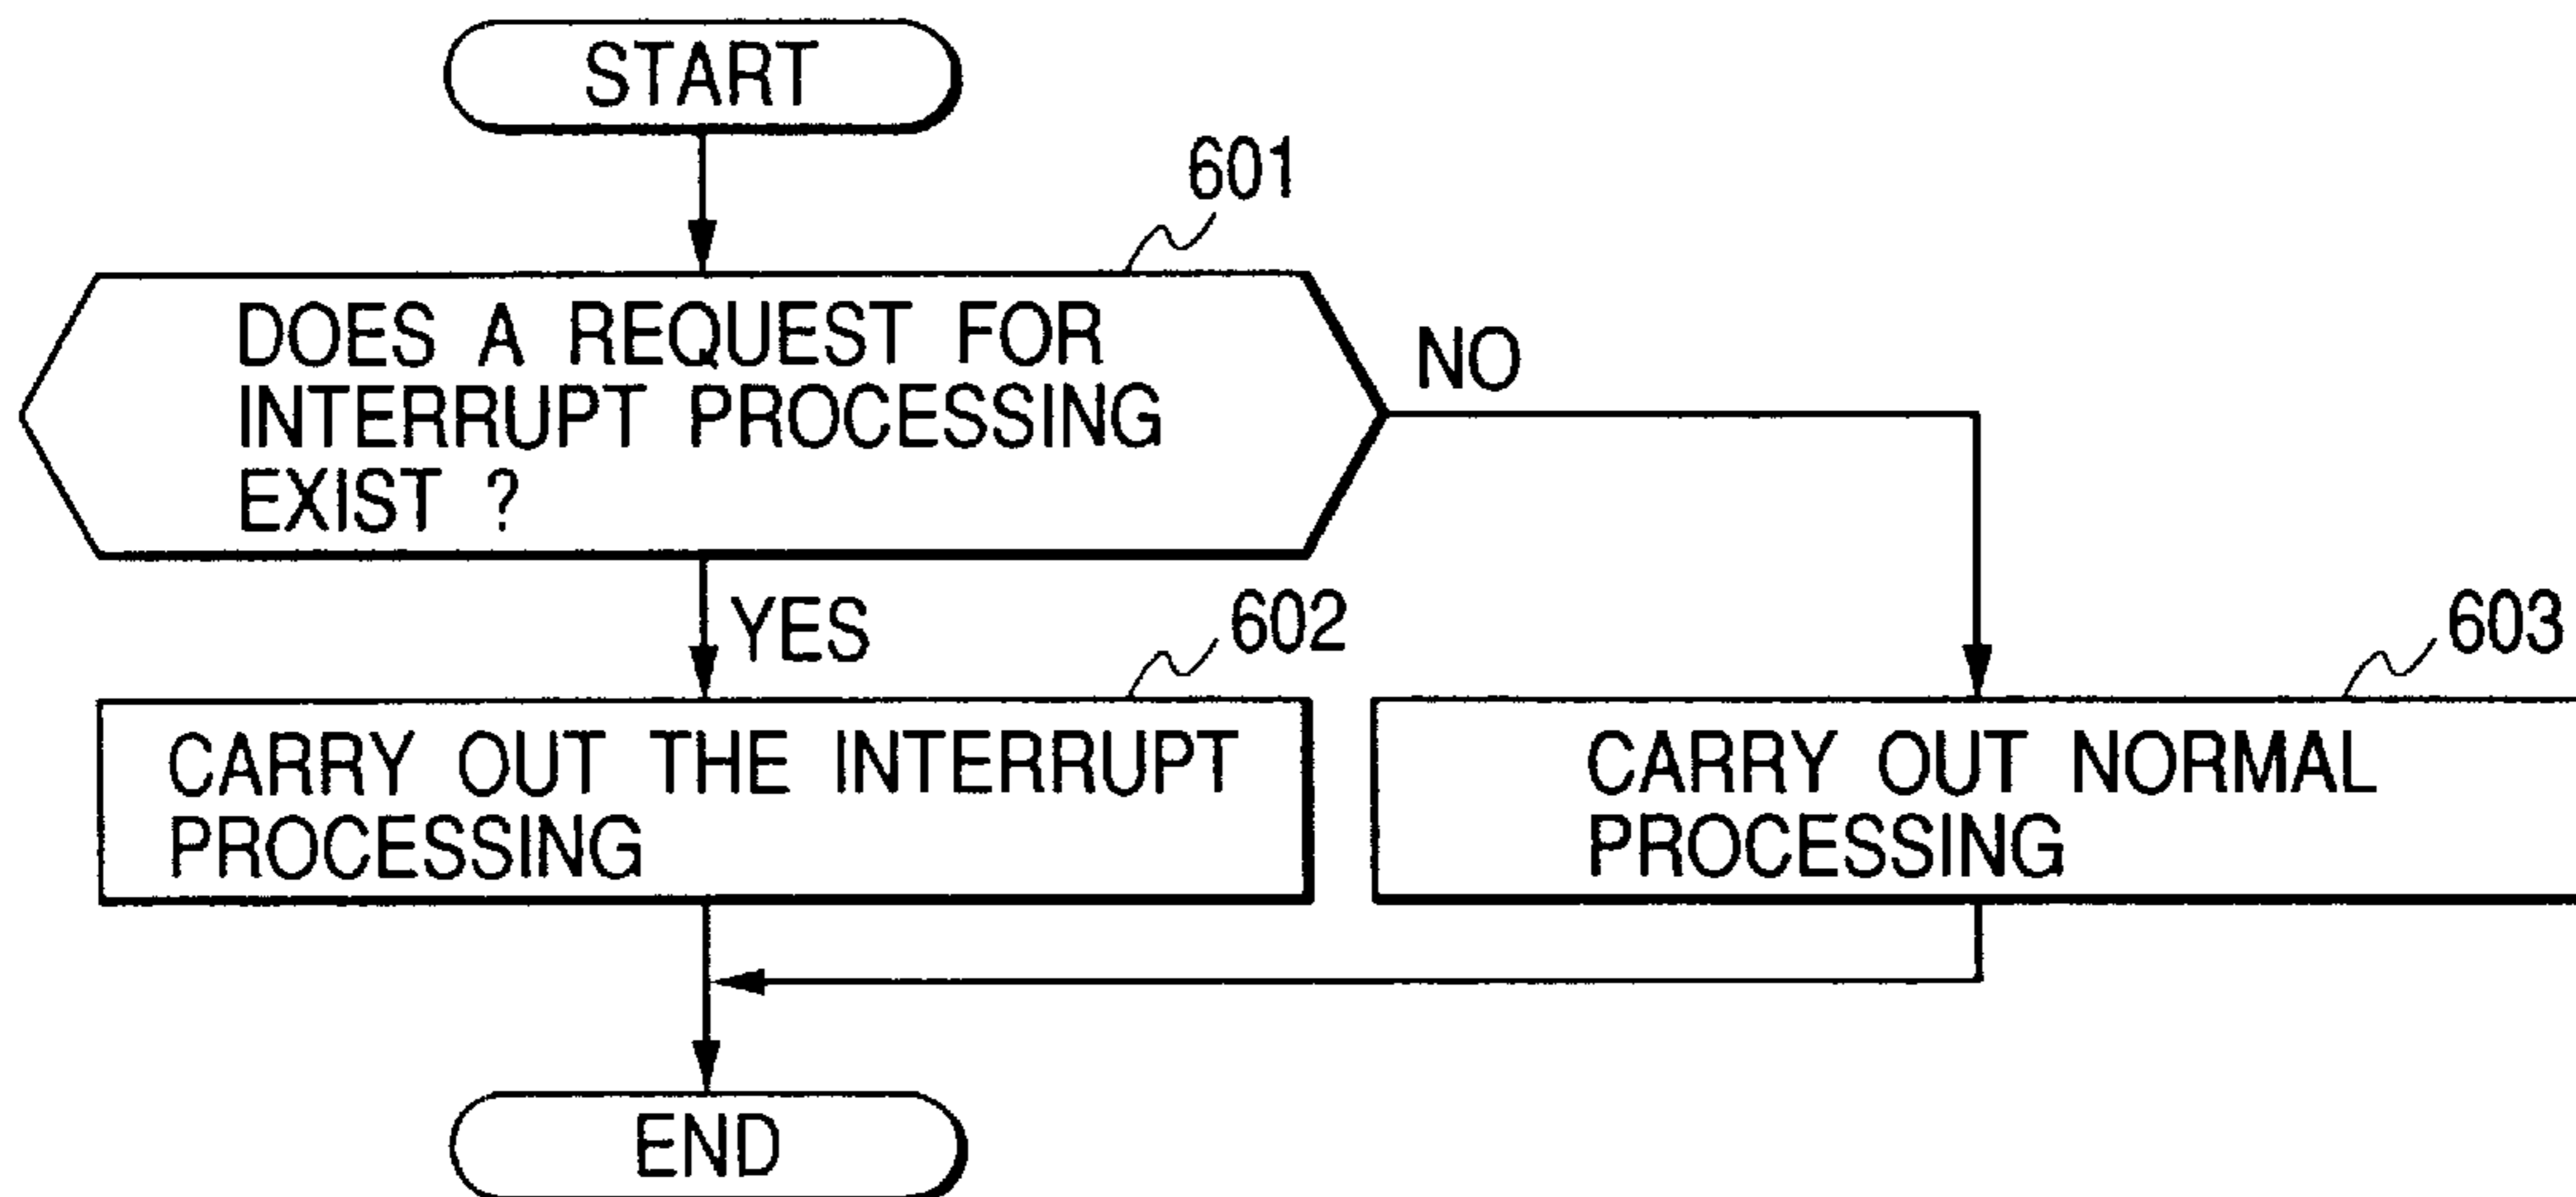 START
601
DOES A REQUEST FOR
INTERRUPT PROCESSING
EXIST ?
NO
YES
602
CARRY OUT THE INTERRUPT
PROCESSING
603
CARRY OUT NORMAL
PROCESSING
END